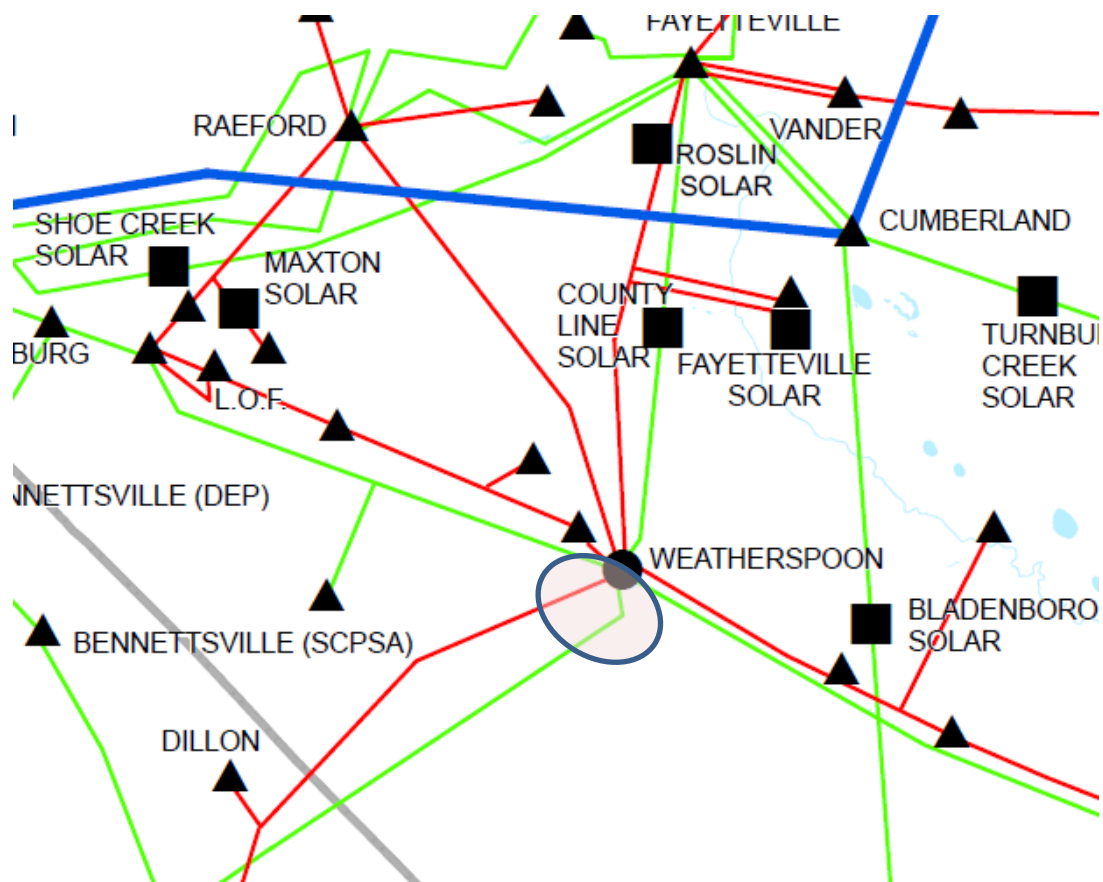 FAYETTEVILLE
RAEFORD
VANDER
ROSLIN
SOLAR
CUMBERLAND
SHOE CREEK
SOLAR
MAXTON
SOLAR
COUNTY
LINE
SOLAR
FAYETTEVILLE
SOLAR
TURNBU
CREEK
SOLAR
BURG
L.O.F.
NNETTSVILLE (DEP)
WEATHERSPOON
BLADENBORO
SOLAR
BENNETTSVILLE (SCPSA)
DILLON